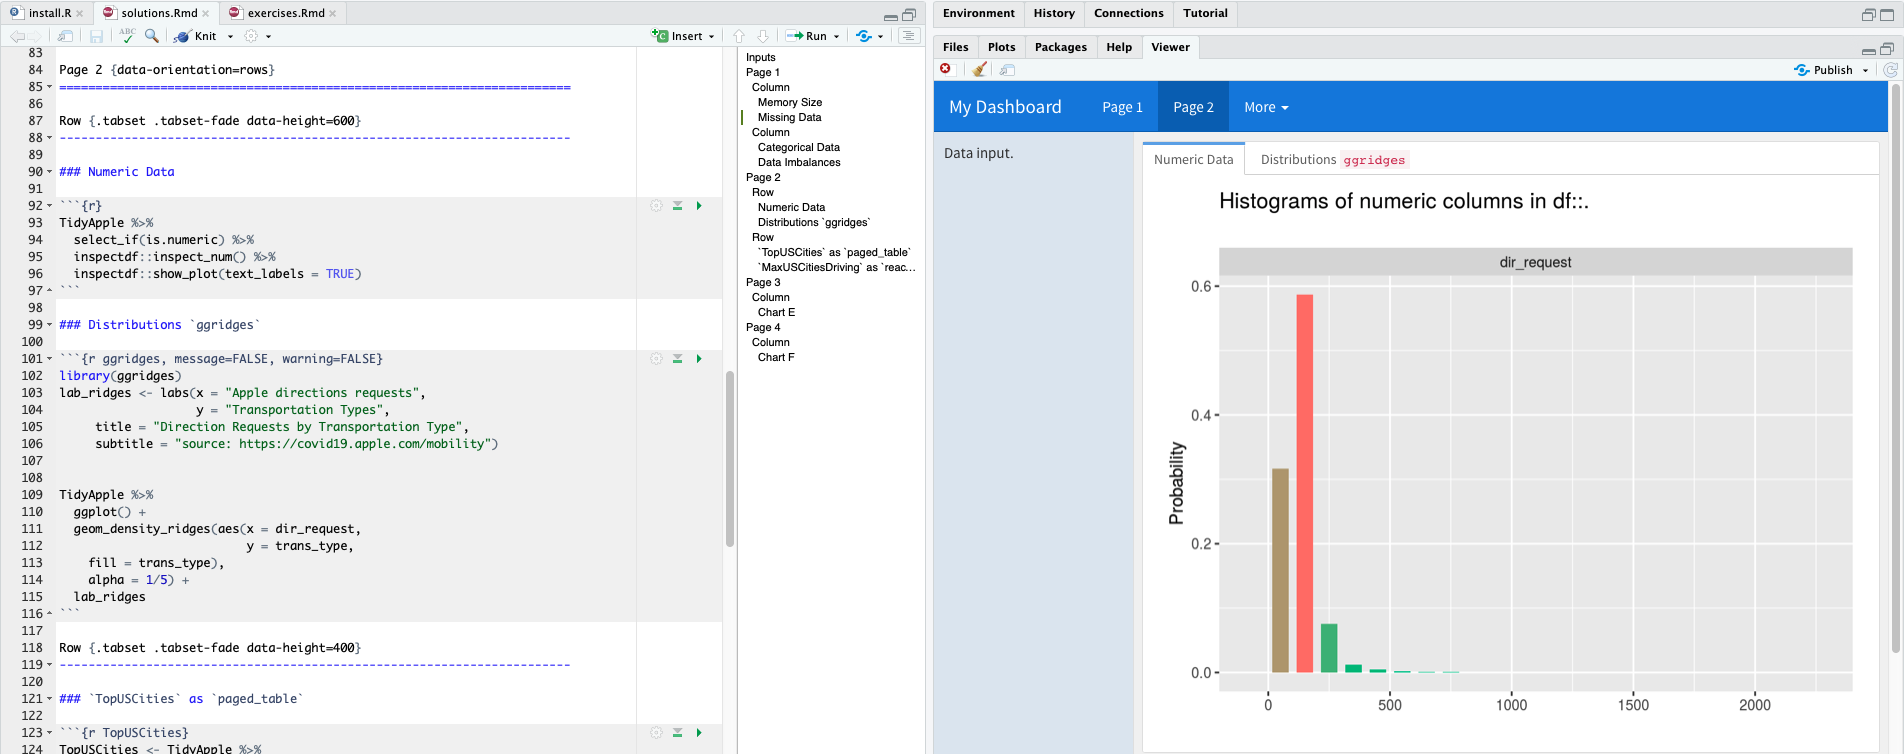 install.R
solutions.Rmd
exercises.Rmd
ABC
Knit
Insert
Run
83
84 Page 2 {data-orientation=rows}
85 =======================================================================
86
87 Row {.tabset .tabset-fade data-height=600}
88 -----------------------------------------------------------------------
89
90 ### Numeric Data
91
92 ```{r}
93 TidyApple %>%
94   select_if(is.numeric) %>%
95   inspectdf::inspect_num() %>%
96   inspectdf::show_plot(text_labels = TRUE)
97 ```
98
99 ### Distributions `ggridges`
100
101 ```{r ggridges, message=FALSE, warning=FALSE}
102 library(ggridges)
103 lab_ridges <- labs(x = "Apple directions requests",
104                    y = "Transportation Types",
105      title = "Direction Requests by Transportation Type",
106      subtitle = "source: https://covid19.apple.com/mobility")
107
108
109 TidyApple %>%
110   ggplot() +
111   geom_density_ridges(aes(x = dir_request,
112                           y = trans_type,
113     fill = trans_type),
114     alpha = 1/5) +
115   lab_ridges
116 ```
117
118 Row {.tabset .tabset-fade data-height=400}
119 -----------------------------------------------------------------------
120
121 ### `TopUSCities` as `paged_table`
122
123 ```{r TopUSCities}
124 TopUSCities <- TidyApple %>%
Inputs
Page 1
Column
Memory Size
Missing Data
Column
Categorical Data
Data Imbalances
Page 2
Row
Numeric Data
Distributions `ggridges`
Row
`TopUSCities` as `paged_table`
`MaxUSCitiesDriving` as `reac...
Page 3
Column
Chart E
Page 4
Column
Chart F
Environment History Connections Tutorial
Files Plots Packages Help Viewer
Publish
My Dashboard Page 1 Page 2 More
Data input.
Numeric Data Distributions ggridges
Histograms of numeric columns in df::.
dir_request
0.6
0.4
0.2
0.0
Probability
0 500 1000 1500 2000